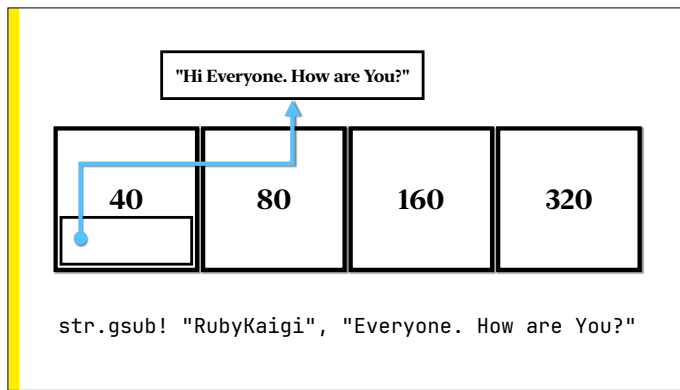 "Hi Everyone. How are You?"
40 80 160 320
str.gsub! "RubyKaigi", "Everyone. How are You?"